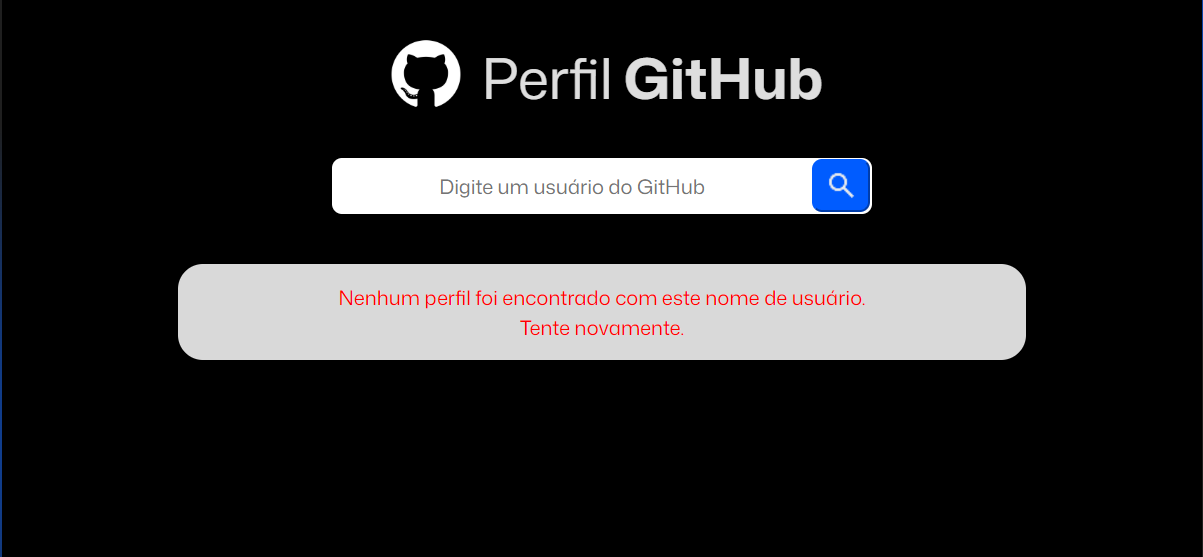 Perfil GitHub
Digite um usuário do GitHub
Nenhum perfil foi encontrado com este nome de usuário.
Tente novamente.